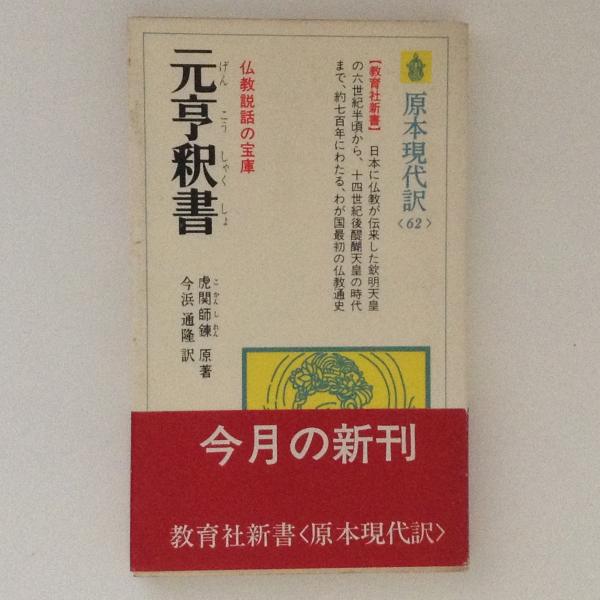 原本現代訳
〈62〉
【教育社新書】 日本に仏教が伝来した欽明天皇
の六世紀半頃から、十四世紀後醍醐天皇の時代
まで、約七百年にわたる、わが国最初の仏教通史
仏教説話の宝庫
元亨釈書
げんこうしゃくしょ
虎関師錬 原著
こかんしれん
今浜通隆 訳
今月の新刊
教育社新書〈原本現代訳〉